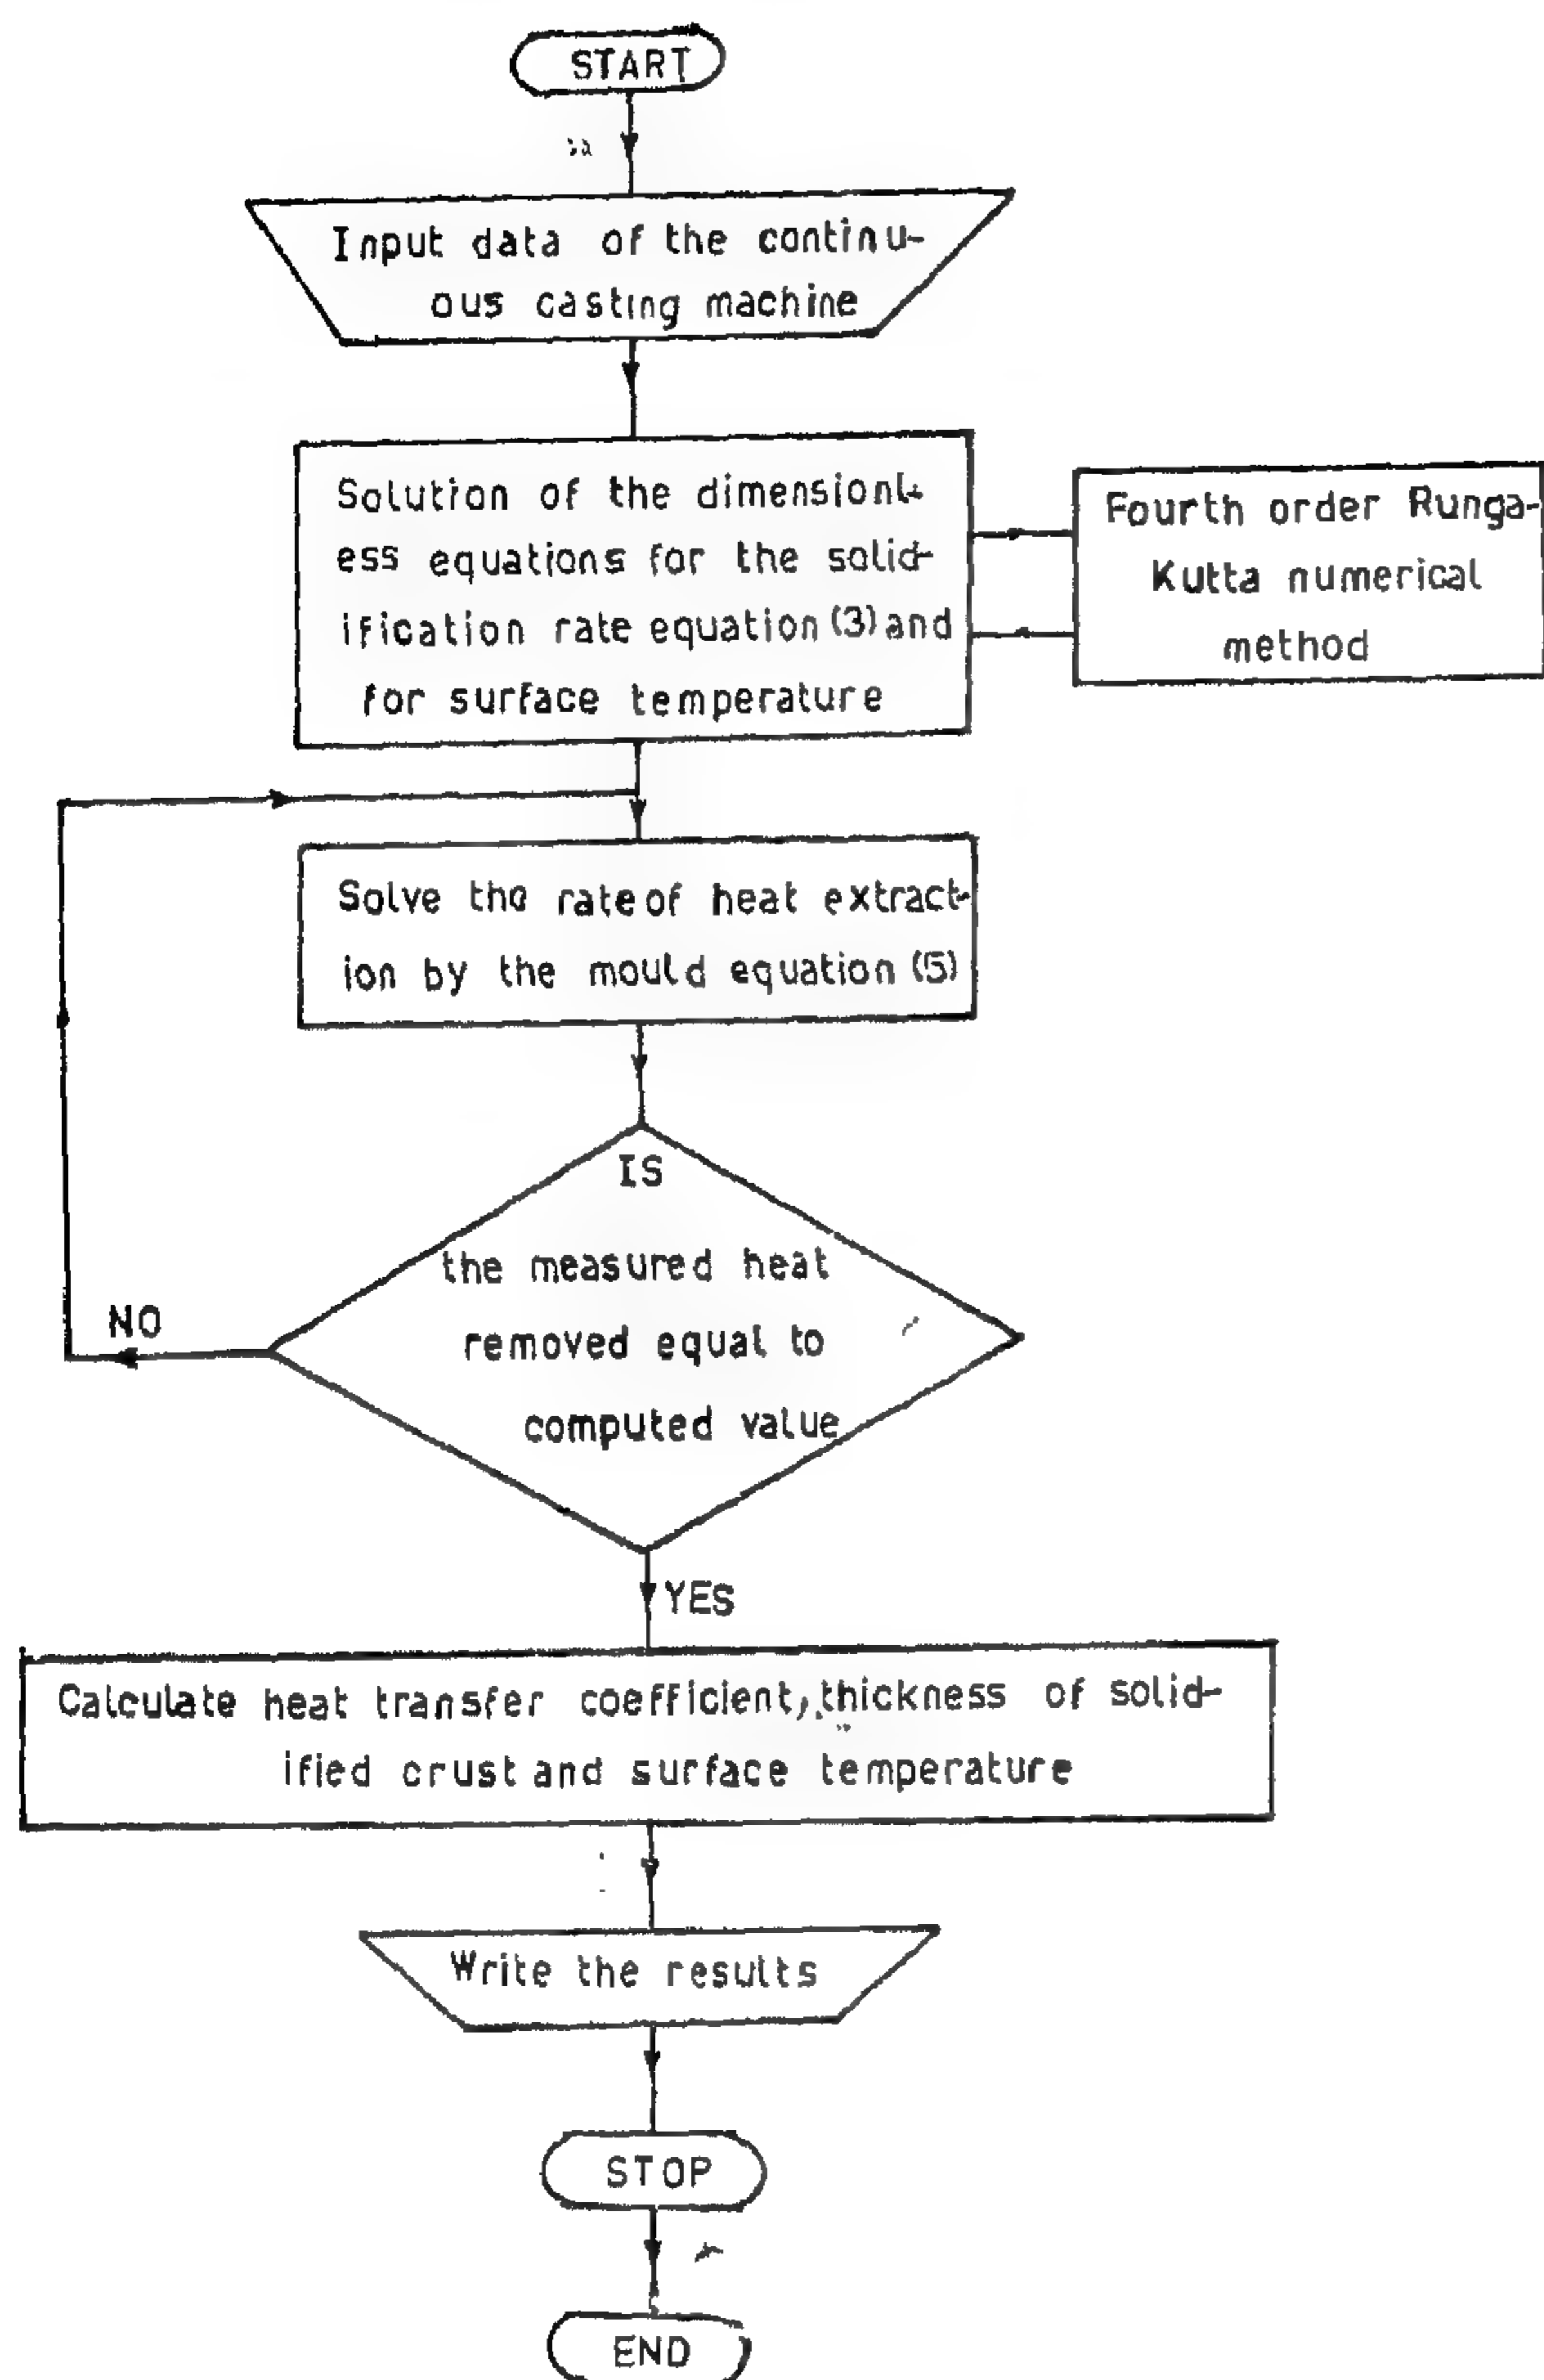 START
Input data of the continu-
ous casting machine
Solution of the dimensionl-
ess equations for the solid-
ification rate equation (3) and
for surface temperature
Fourth order Runga-
Kutta numerical
method
Solve the rate of heat extract-
ion by the mould equation (5)
IS
the measured heat
removed equal to
computed value
NO
YES
Calculate heat transfer coefficient, thickness of solid-
ified crust and surface temperature
Write the results
STOP
END